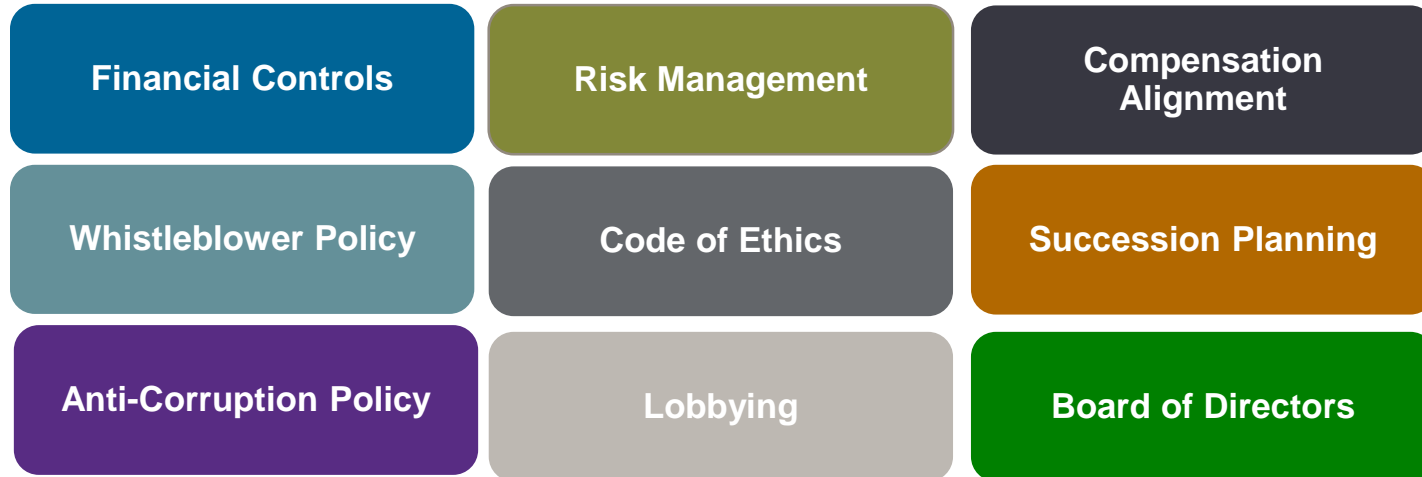 Financial Controls
Risk Management
Compensation
Alignment
Whistleblower Policy
Code of Ethics
Succession Planning
Anti-Corruption Policy
Lobbying
Board of Directors